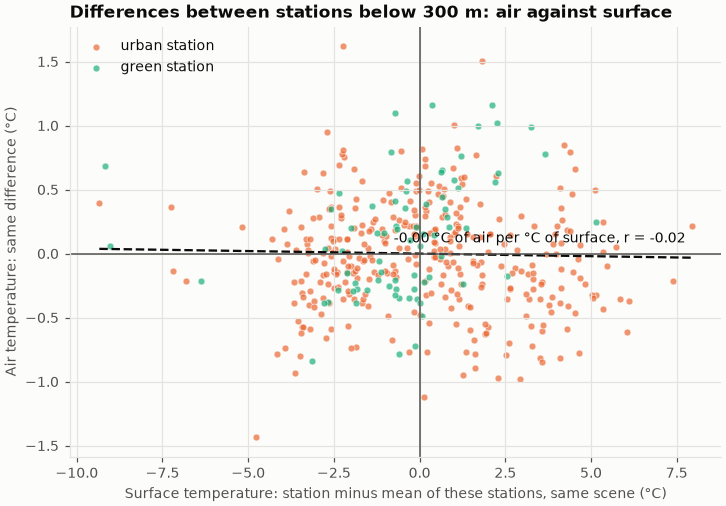 Differences between stations below 300 m: air against surface
urban station
green station
-0.00 °C of air per °C of surface, r = -0.02
Air temperature: same difference (°C)
1.5
1.0
0.5
0.0
−0.5
−1.0
−1.5
−10.0 −7.5 −5.0 −2.5 0.0 2.5 5.0 7.5
Surface temperature: station minus mean of these stations, same scene (°C)